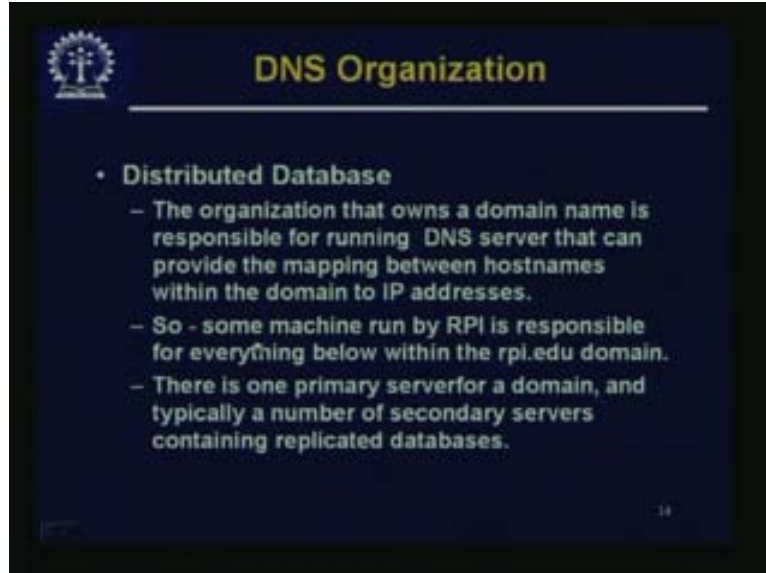 DNS Organization
• Distributed Database
– The organization that owns a domain name is
responsible for running DNS server that can
provide the mapping between hostnames
within the domain to IP addresses.
– So - some machine run by RPI is responsible
for everything below within the rpi.edu domain.
– There is one primary serverfor a domain, and
typically a number of secondary servers
containing replicated databases.
14